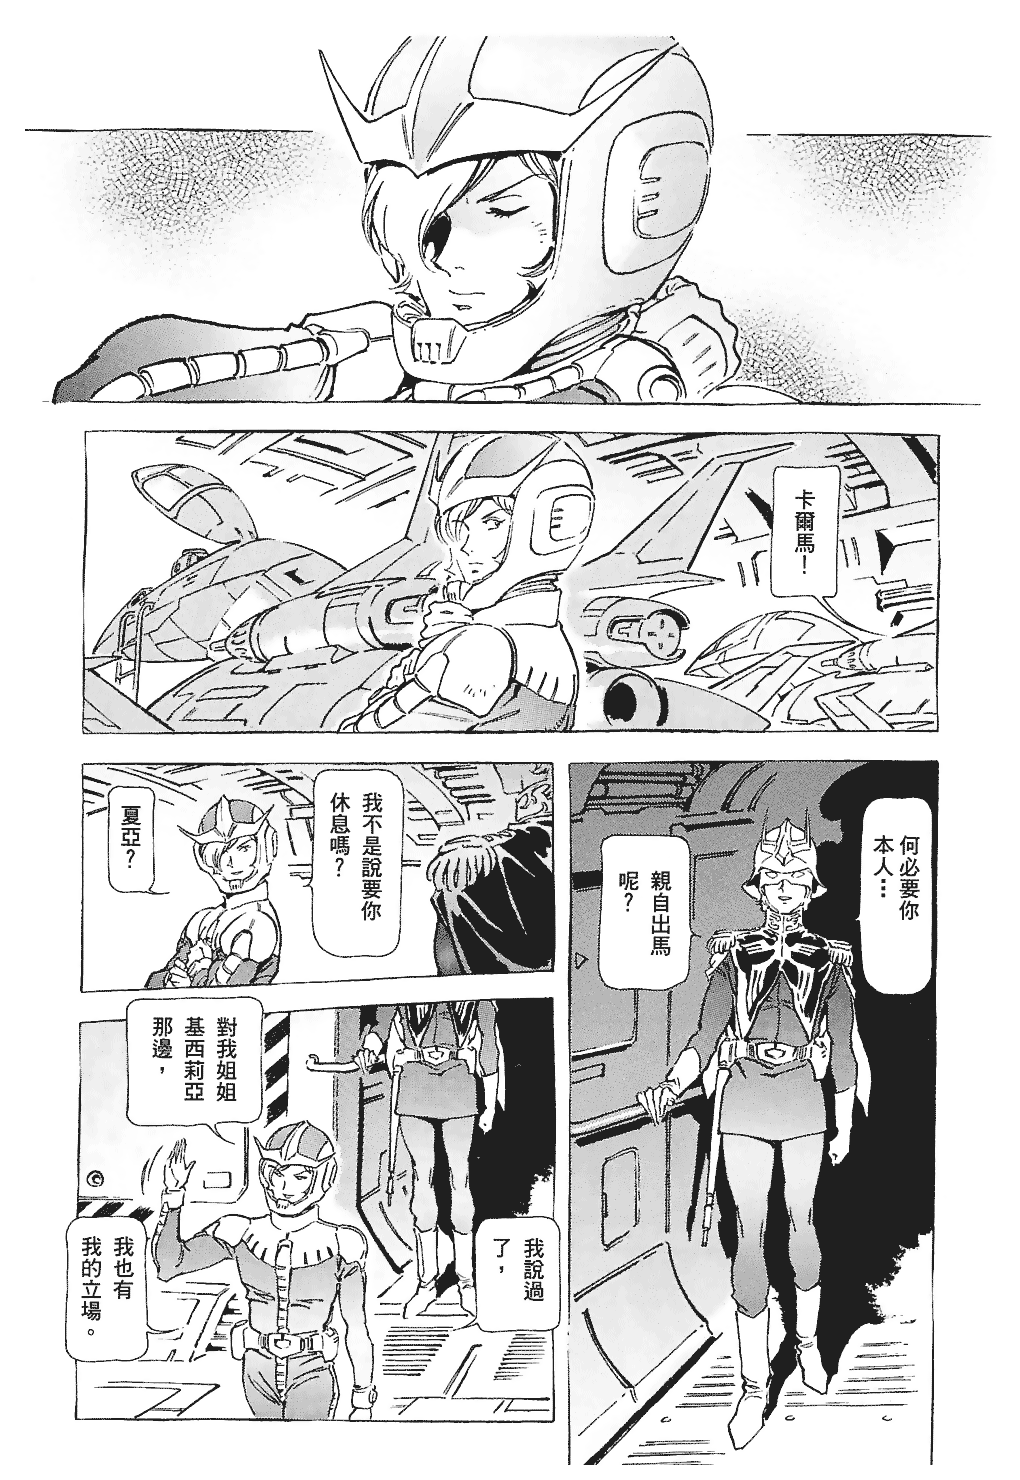 卡爾馬！
何必要你
本人…
親自出馬
呢？
我不是說要你
休息嗎？
夏亞？
我說過
了，
對我姐姐
基西莉亞
那邊，
我也有
我的立場。